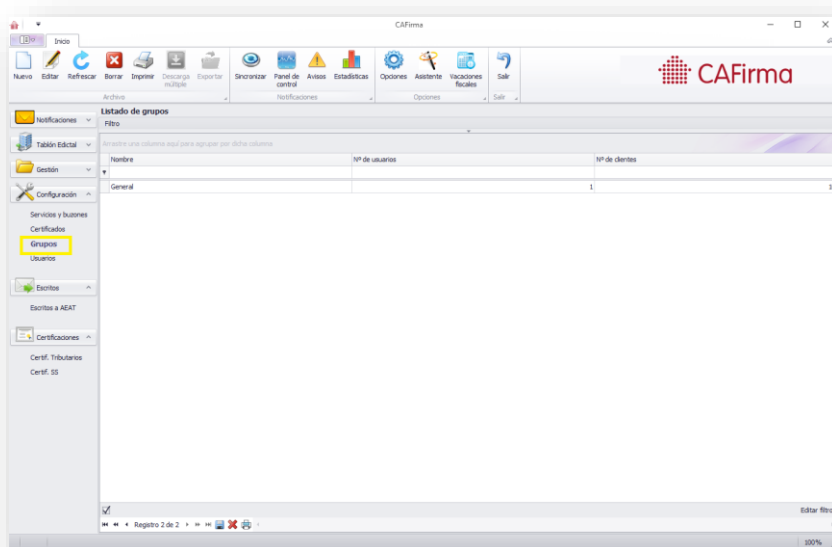 CAFirma
Inicio
Nuevo Editar Refrescar Borrar Imprimir Descarga múltiple Exportar Sincronizar Panel de control Avisos Estadísticas Opciones Asistente Vacaciones fiscales Salir
Archivo Notificaciones Opciones Salir
CAFirma
Notificaciones
Tablón Edictal
Gestión
Configuración
Servicios y buzones
Certificados
Grupos
Usuarios
Escritos
Escritos a AEAT
Certificaciones
Certif. Tributarios
Certif. SS
Listado de grupos
Filtro
Arrastre una columna aquí para agrupar por dicha columna
Nombre Nº de usuarios Nº de clientes
General 1 1
Editar filtro
Registro 2 de 2
100%